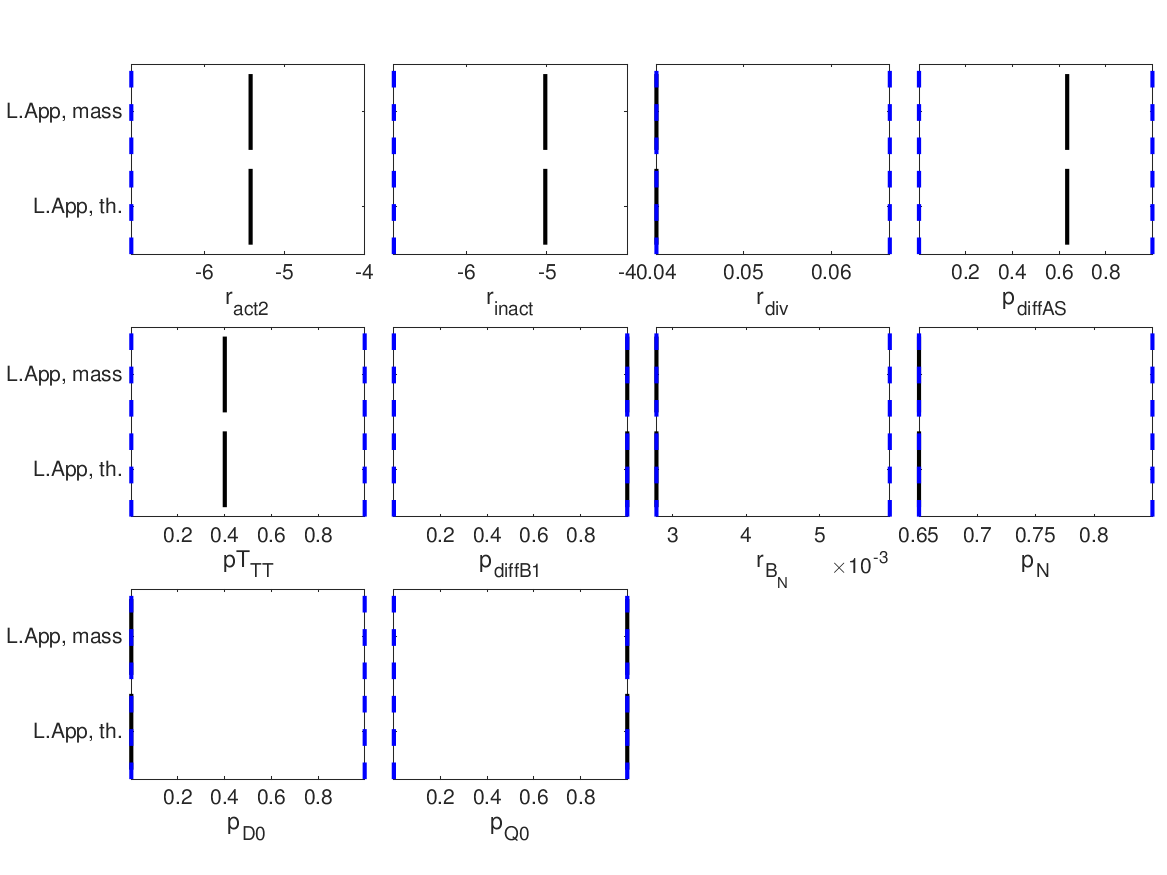 L.App, mass
L.App, th.
-6 -5 -4
r_act2
-6 -5 -4
r_inact
0.04 0.05 0.06
r_div
0.2 0.4 0.6 0.8
p_diffAS
L.App, mass
L.App, th.
0.2 0.4 0.6 0.8
pT_TT
0.2 0.4 0.6 0.8
p_diffB1
3 4 5
×10^-3
r_B_N
0.65 0.7 0.75 0.8
p_N
L.App, mass
L.App, th.
0.2 0.4 0.6 0.8
p_D0
0.2 0.4 0.6 0.8
p_Q0